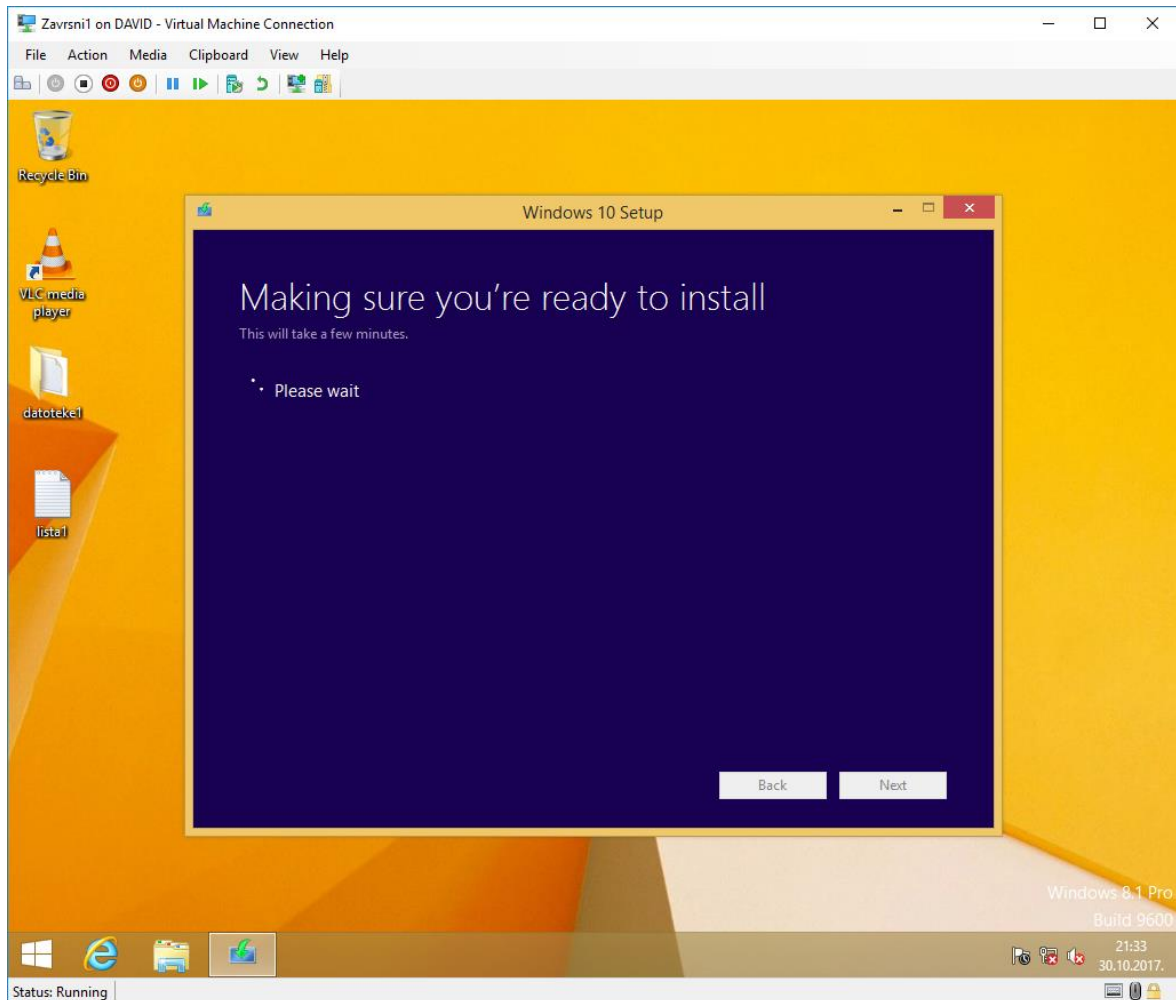 Zavrsni1 on DAVID - Virtual Machine Connection
File Action Media Clipboard View Help
Recycle Bin
Windows 10 Setup
VLC media
player
Making sure you're ready to install
This will take a few minutes.
Please wait
datoteke1
lista1
Back Next
Windows 8.1 Pro
Build 9600
21:33
30.10.2017.
Status: Running